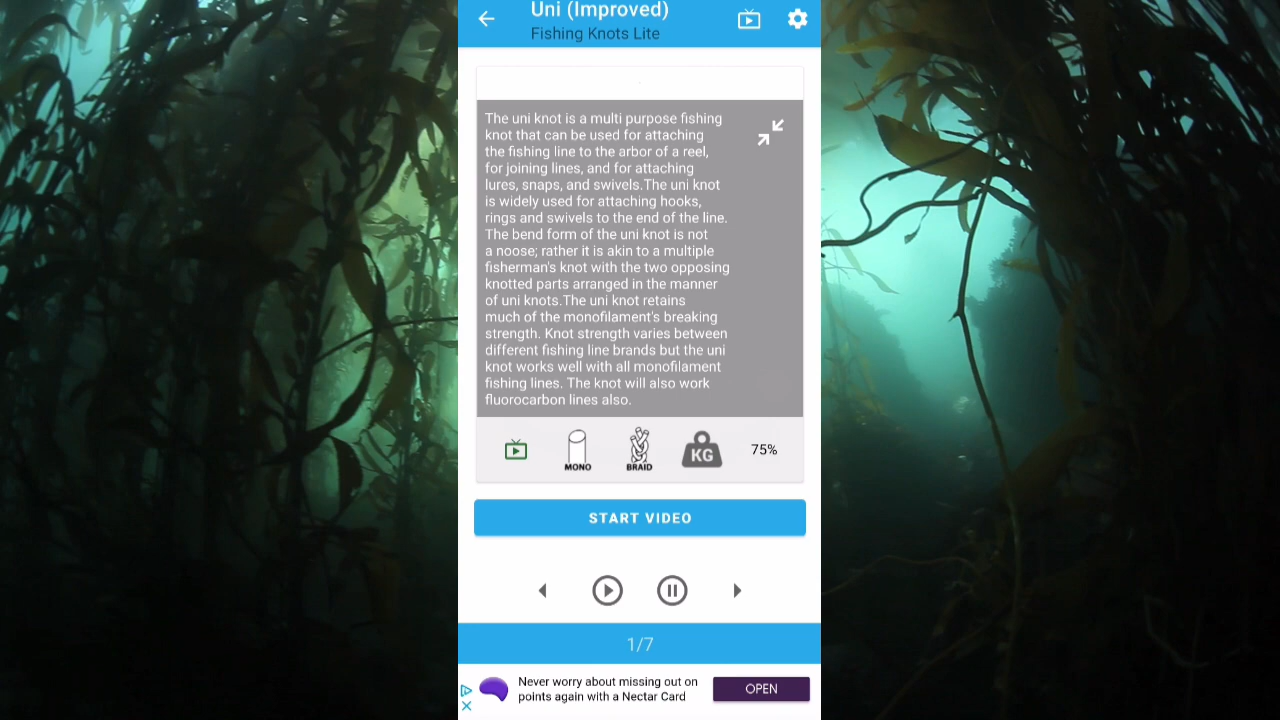 Uni (Improved)
Fishing Knots Lite
The uni knot is a multi purpose fishing
knot that can be used for attaching
the fishing line to the arbor of a reel,
for joining lines, and for attaching
lures, snaps, and swivels.The uni knot
is widely used for attaching hooks,
rings and swivels to the end of the line.
The bend form of the uni knot is not
a noose; rather it is akin to a multiple
fisherman's knot with the two opposing
knotted parts arranged in the manner
of uni knots.The uni knot retains
much of the monofilament's breaking
strength. Knot strength varies between
different fishing line brands but the uni
knot works well with all monofilament
fishing lines. The knot will also work
fluorocarbon lines also.
MONO
BRAID
KG
75%
START VIDEO
1/7
Never worry about missing out on
points again with a Nectar Card
OPEN